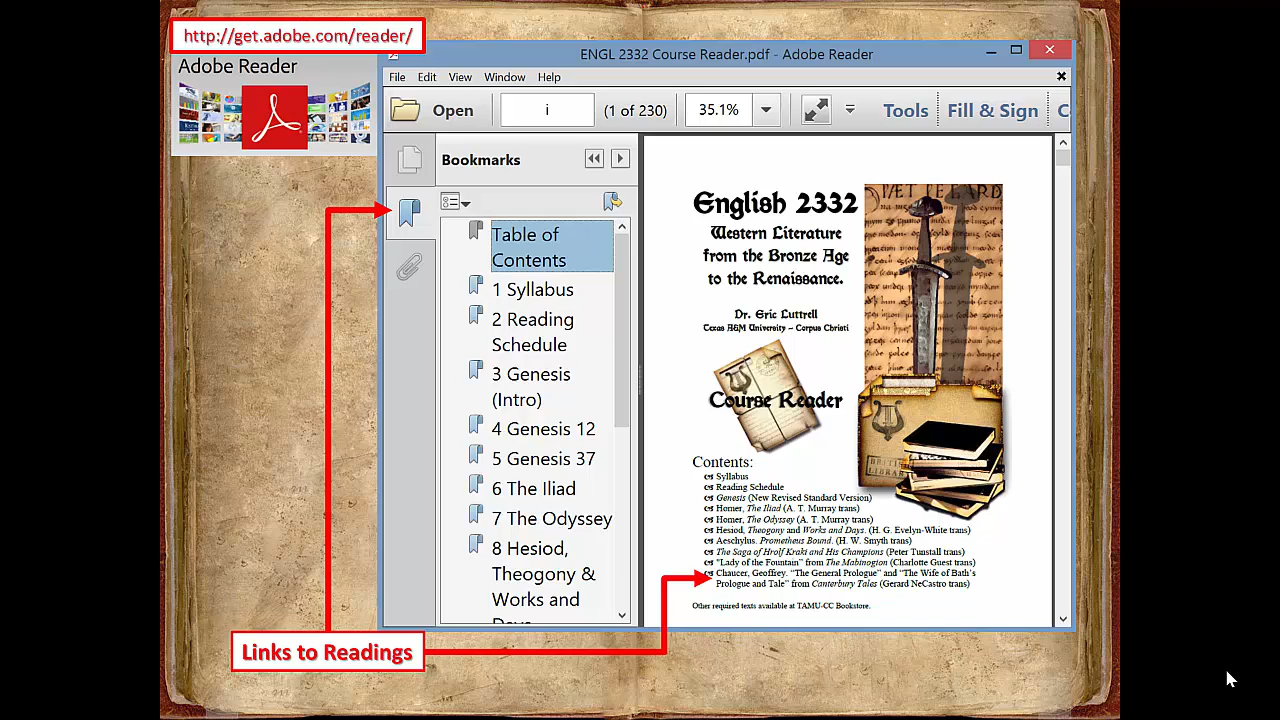 http://get.adobe.com/reader/
Adobe Reader
ENGL 2332 Course Reader.pdf - Adobe Reader
File Edit View Window Help
Open i (1 of 230) 35.1% Tools Fill & Sign C
Bookmarks
Table of
Contents
1 Syllabus
2 Reading
Schedule
3 Genesis
(Intro)
4 Genesis 12
5 Genesis 37
6 The Iliad
7 The Odyssey
8 Hesiod,
Theogony &
Works and
Days
English 2332
Western Literature
from the Bronze Age
to the Renaissance.
Dr. Eric Luttrell
Texas A&M University – Corpus Christi
Course Reader
Contents:
Syllabus
Reading Schedule
Genesis (New Revised Standard Version)
Homer, The Iliad (A. T. Murray trans)
Homer, The Odyssey (A. T. Murray trans)
Hesiod, Theogony and Works and Days. (H. G. Evelyn-White trans)
Aeschylus. Prometheus Bound. (H. W. Smyth trans)
The Saga of Hrolf Kraki and His Champions (Peter Tunstall trans)
"Lady of the Fountain" from The Mabinogion (Charlotte Guest trans)
Chaucer, Geoffrey. "The General Prologue" and "The Wife of Bath's
Prologue and Tale" from Canterbury Tales (Gerard NeCastro trans)
Other required texts available at TAMU-CC Bookstore.
Links to Readings